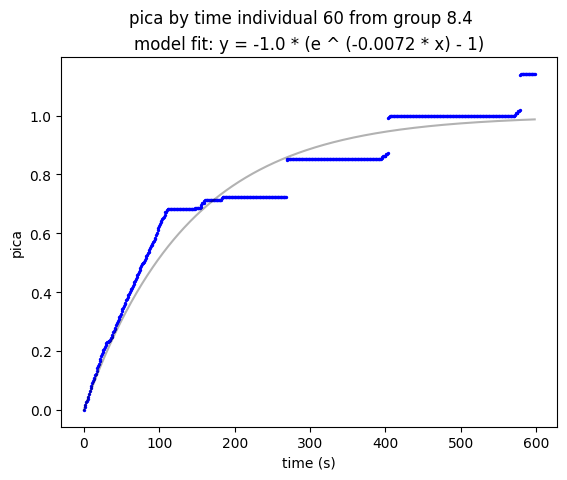 pica by time individual 60 from group 8.4
model fit: y = -1.0 * (e ^ (-0.0072 * x) - 1)
1.0
0.8
0.6
0.4
0.2
0.0
pica
0 100 200 300 400 500 600
time (s)